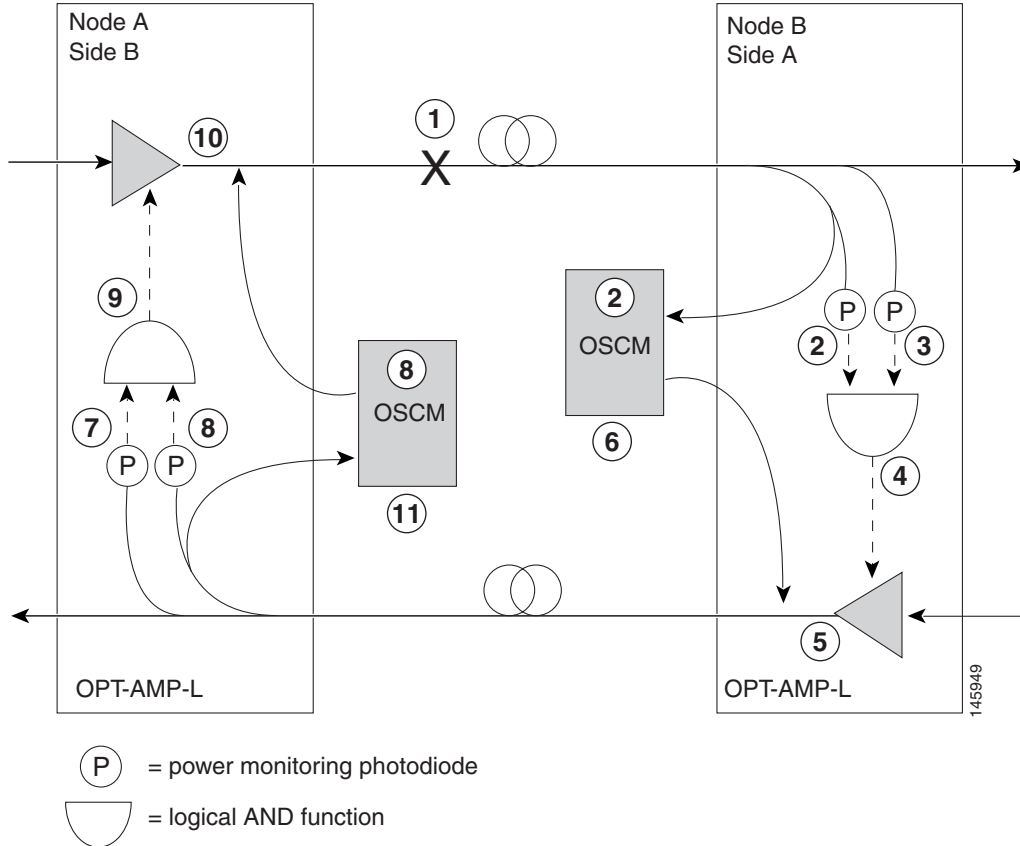 Node A
Side B
Node B
Side A
1
10
X
2
OSCM
6
P
P
2
3
4
9
8
OSCM
11
7
8
P
P
5
OPT-AMP-L
OPT-AMP-L
145949
P = power monitoring photodiode
= logical AND function